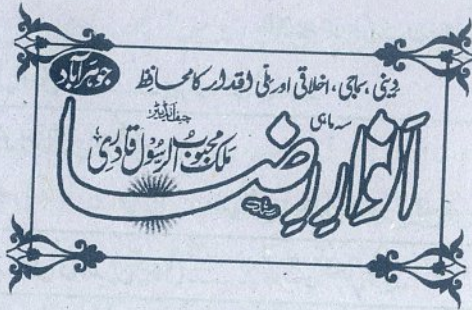 جوہر آباد
دینی، سماجی، اخلاقی اور ملی اقدار کا محافظ
سہ ماہی
چیف ایڈیٹر
ملک محبوب الرسول قادری
انوارِ رضا